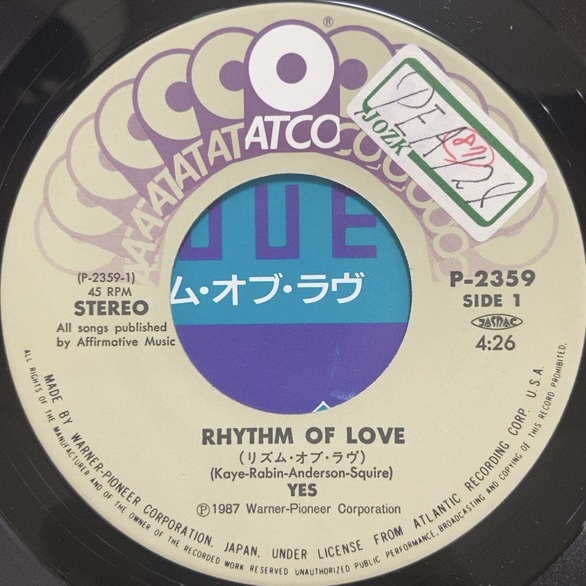 ®
ATCO
JOZK
(P-2359-1)
45 RPM
STEREO
All songs published
by Affirmative Music
P-2359
SIDE 1
JASRAC
4:26
ム・オブ・ラヴ
RHYTHM OF LOVE
(リズム・オブ・ラヴ)
(Kaye-Rabin-Anderson-Squire)
YES
Ⓟ1987 Warner-Pioneer Corporation
MADE BY WARNER-PIONEER CORPORATION, JAPAN, UNDER LICENSE FROM ATLANTIC RECORDING CORP. U.S.A.
ALL RIGHTS OF THE MANUFACTURER AND OF THE OWNER OF THE RECORDED WORK RESERVED UNAUTHORIZED PUBLIC PERFORMANCE, BROADCASTING AND COPYING OF THIS RECORD PROHIBITED.